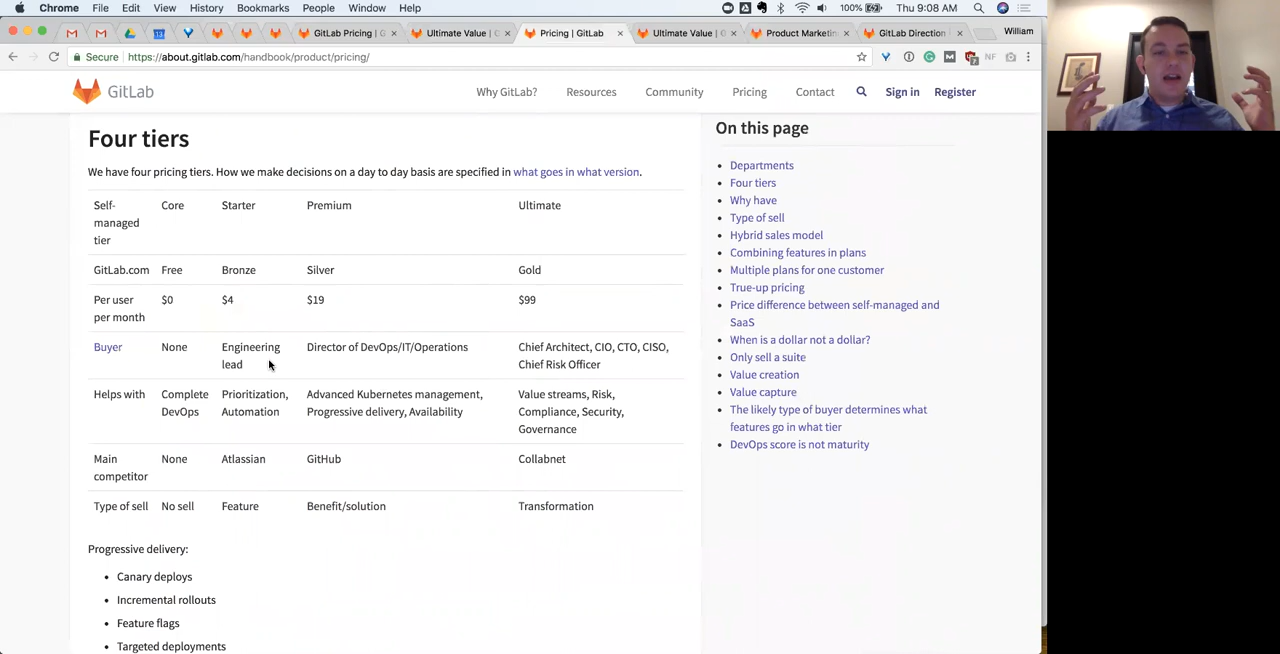 Chrome File Edit View History Bookmarks People Window Help 100% Thu 9:08 AM
GitLab Pricing | G Ultimate Value | G Pricing | GitLab Ultimate Value | G Product Marketin GitLab Direction William
Secure https://about.gitlab.com/handbook/product/pricing/ NF
GitLab Why GitLab? Resources Community Pricing Contact Sign in Register
Four tiers
We have four pricing tiers. How we make decisions on a day to day basis are specified in what goes in what version.
Self-managed tier Core Starter Premium Ultimate
GitLab.com Free Bronze Silver Gold
Per user per month $0 $4 $19 $99
Buyer None Engineering lead Director of DevOps/IT/Operations Chief Architect, CIO, CTO, CISO, Chief Risk Officer
Helps with Complete DevOps Prioritization, Automation Advanced Kubernetes management, Progressive delivery, Availability Value streams, Risk, Compliance, Security, Governance
Main competitor None Atlassian GitHub Collabnet
Type of sell No sell Feature Benefit/solution Transformation
Progressive delivery:
Canary deploys
Incremental rollouts
Feature flags
Targeted deployments
On this page
Departments
Four tiers
Why have
Type of sell
Hybrid sales model
Combining features in plans
Multiple plans for one customer
True-up pricing
Price difference between self-managed and
SaaS
When is a dollar not a dollar?
Only sell a suite
Value creation
Value capture
The likely type of buyer determines what
features go in what tier
DevOps score is not maturity